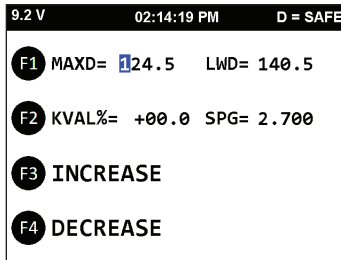 9.2 V 02:14:19 PM D = SAFE
F1 MAXD= 124.5 LWD= 140.5
F2 KVAL%= +00.0 SPG= 2.700
F3 INCREASE
F4 DECREASE